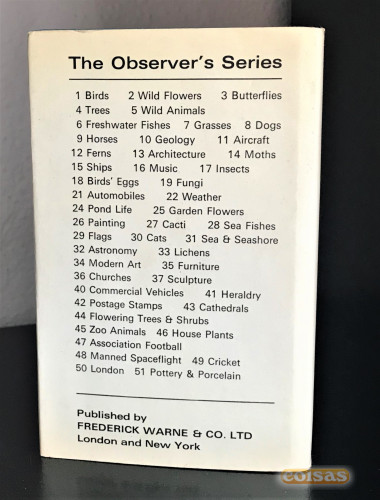 The Observer's Series
1 Birds 2 Wild Flowers 3 Butterflies
4 Trees 5 Wild Animals
6 Freshwater Fishes 7 Grasses 8 Dogs
9 Horses 10 Geology 11 Aircraft
12 Ferns 13 Architecture 14 Moths
15 Ships 16 Music 17 Insects
18 Birds' Eggs 19 Fungi
21 Automobiles 22 Weather
24 Pond Life 25 Garden Flowers
26 Painting 27 Cacti 28 Sea Fishes
29 Flags 30 Cats 31 Sea & Seashore
32 Astronomy 33 Lichens
34 Modern Art 35 Furniture
36 Churches 37 Sculpture
40 Commercial Vehicles 41 Heraldry
42 Postage Stamps 43 Cathedrals
44 Flowering Trees & Shrubs
45 Zoo Animals 46 House Plants
47 Association Football
48 Manned Spaceflight 49 Cricket
50 London 51 Pottery & Porcelain
Published by
FREDERICK WARNE & CO. LTD
London and New York
coisas